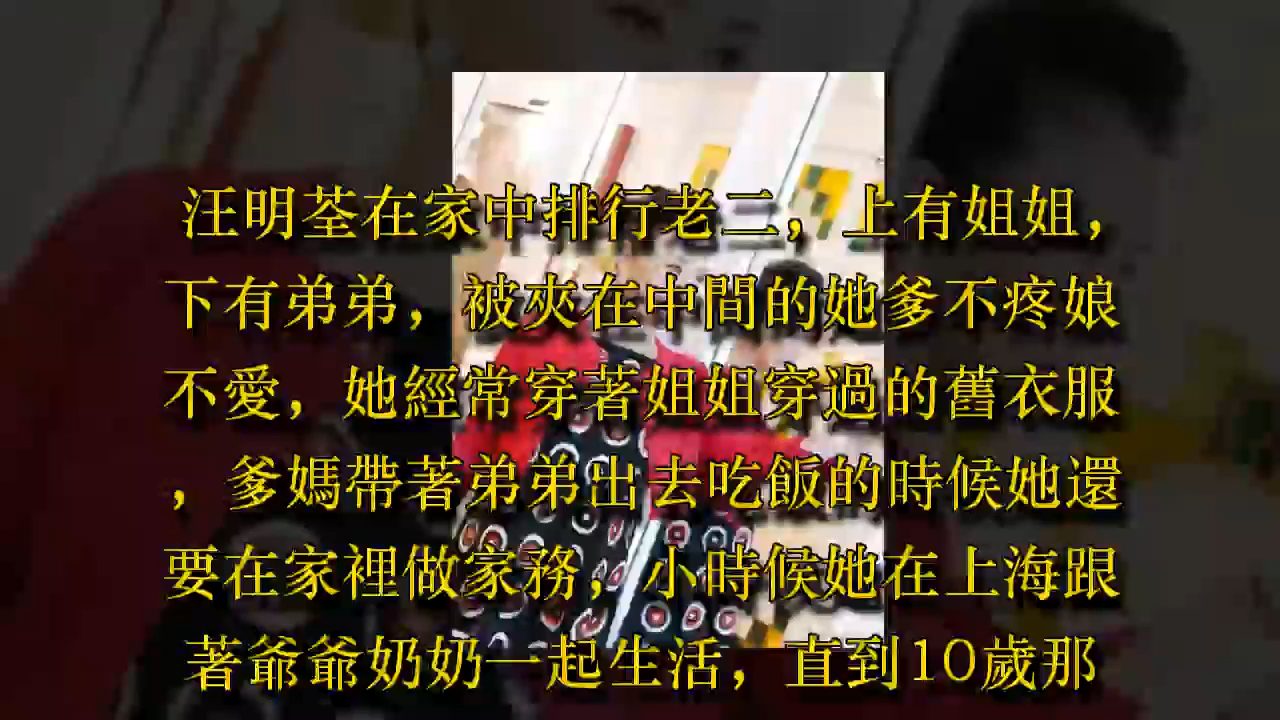 汪明荃在家中排行老二，上有姐姐，
下有弟弟，被夾在中間的她爹不疼娘
不愛，她經常穿著姐姐穿過的舊衣服
，爹媽帶著弟弟出去吃飯的時候她還
要在家裡做家務，小時候她在上海跟
著爺爺奶奶一起生活，直到10歲那